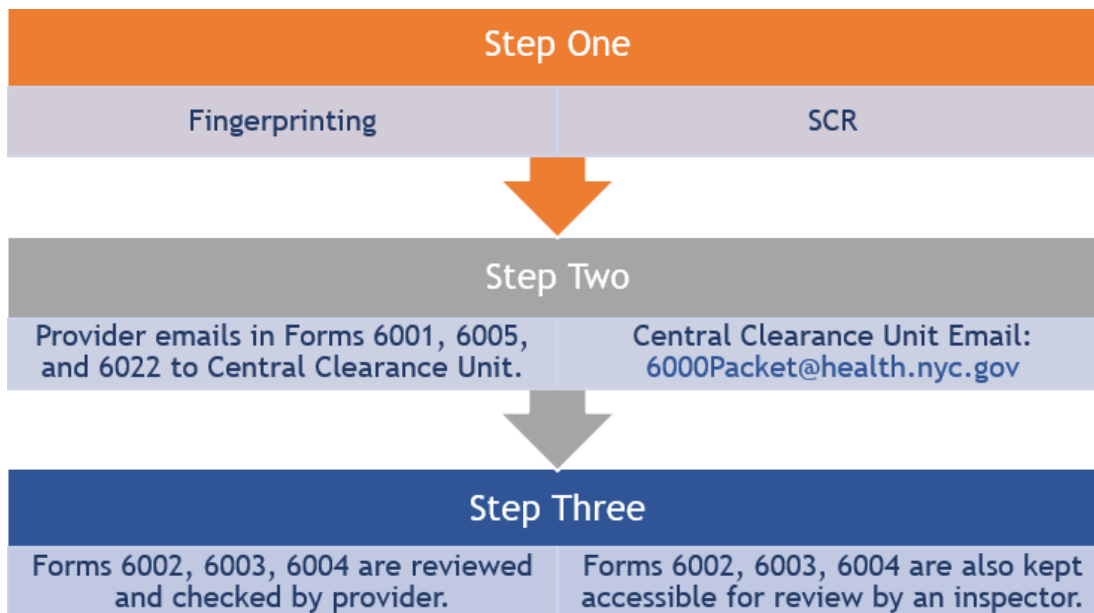 Step One
Fingerprinting
SCR
Step Two
Provider emails in Forms 6001, 6005,
and 6022 to Central Clearance Unit.
Central Clearance Unit Email:
6000Packet@health.nyc.gov
Step Three
Forms 6002, 6003, 6004 are reviewed
and checked by provider.
Forms 6002, 6003, 6004 are also kept
accessible for review by an inspector.